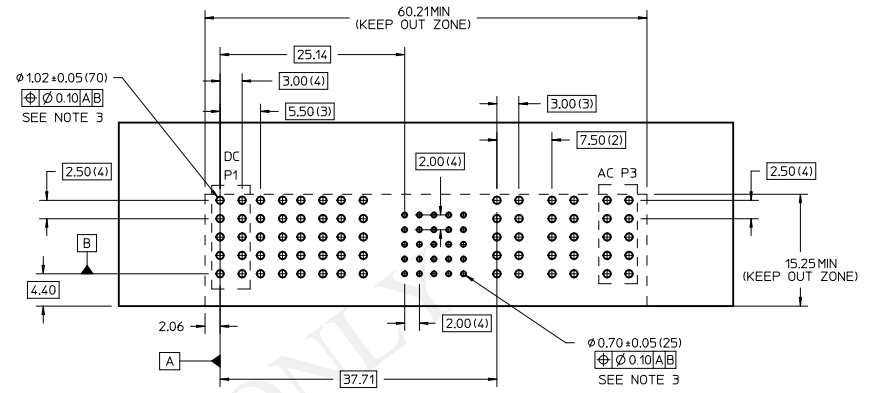 60.21MIN
(KEEP OUT ZONE)
25.14
⌀1.02±0.05(70)
⌖ ⌀ 0.10 A B
SEE NOTE 3
3.00(4)
5.50(3)
3.00(3)
7.50(2)
2.50(4)
DC
P1
2.00(4)
AC P3
2.50(4)
B
4.40
15.25MIN
(KEEP OUT ZONE)
2.06
2.00(4)
A
⌀0.70±0.05(25)
⌖ ⌀ 0.10 A B
SEE NOTE 3
37.71
ONLY